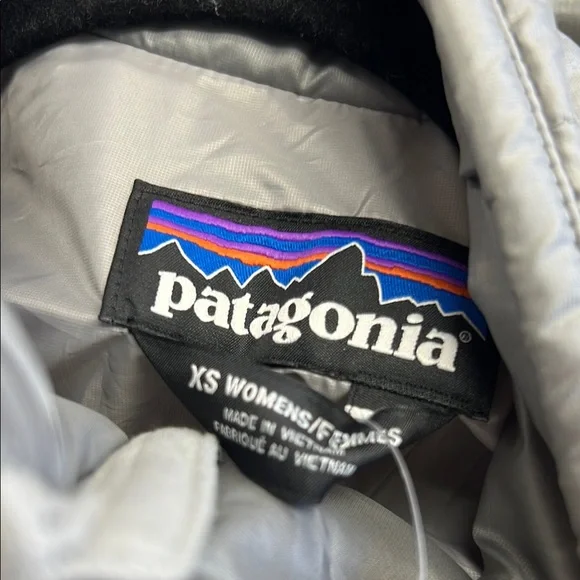 patagonia®
XS WOMENS/FEMMES
MADE IN VIETNAM
FABRIQUÉ AU VIETNAM